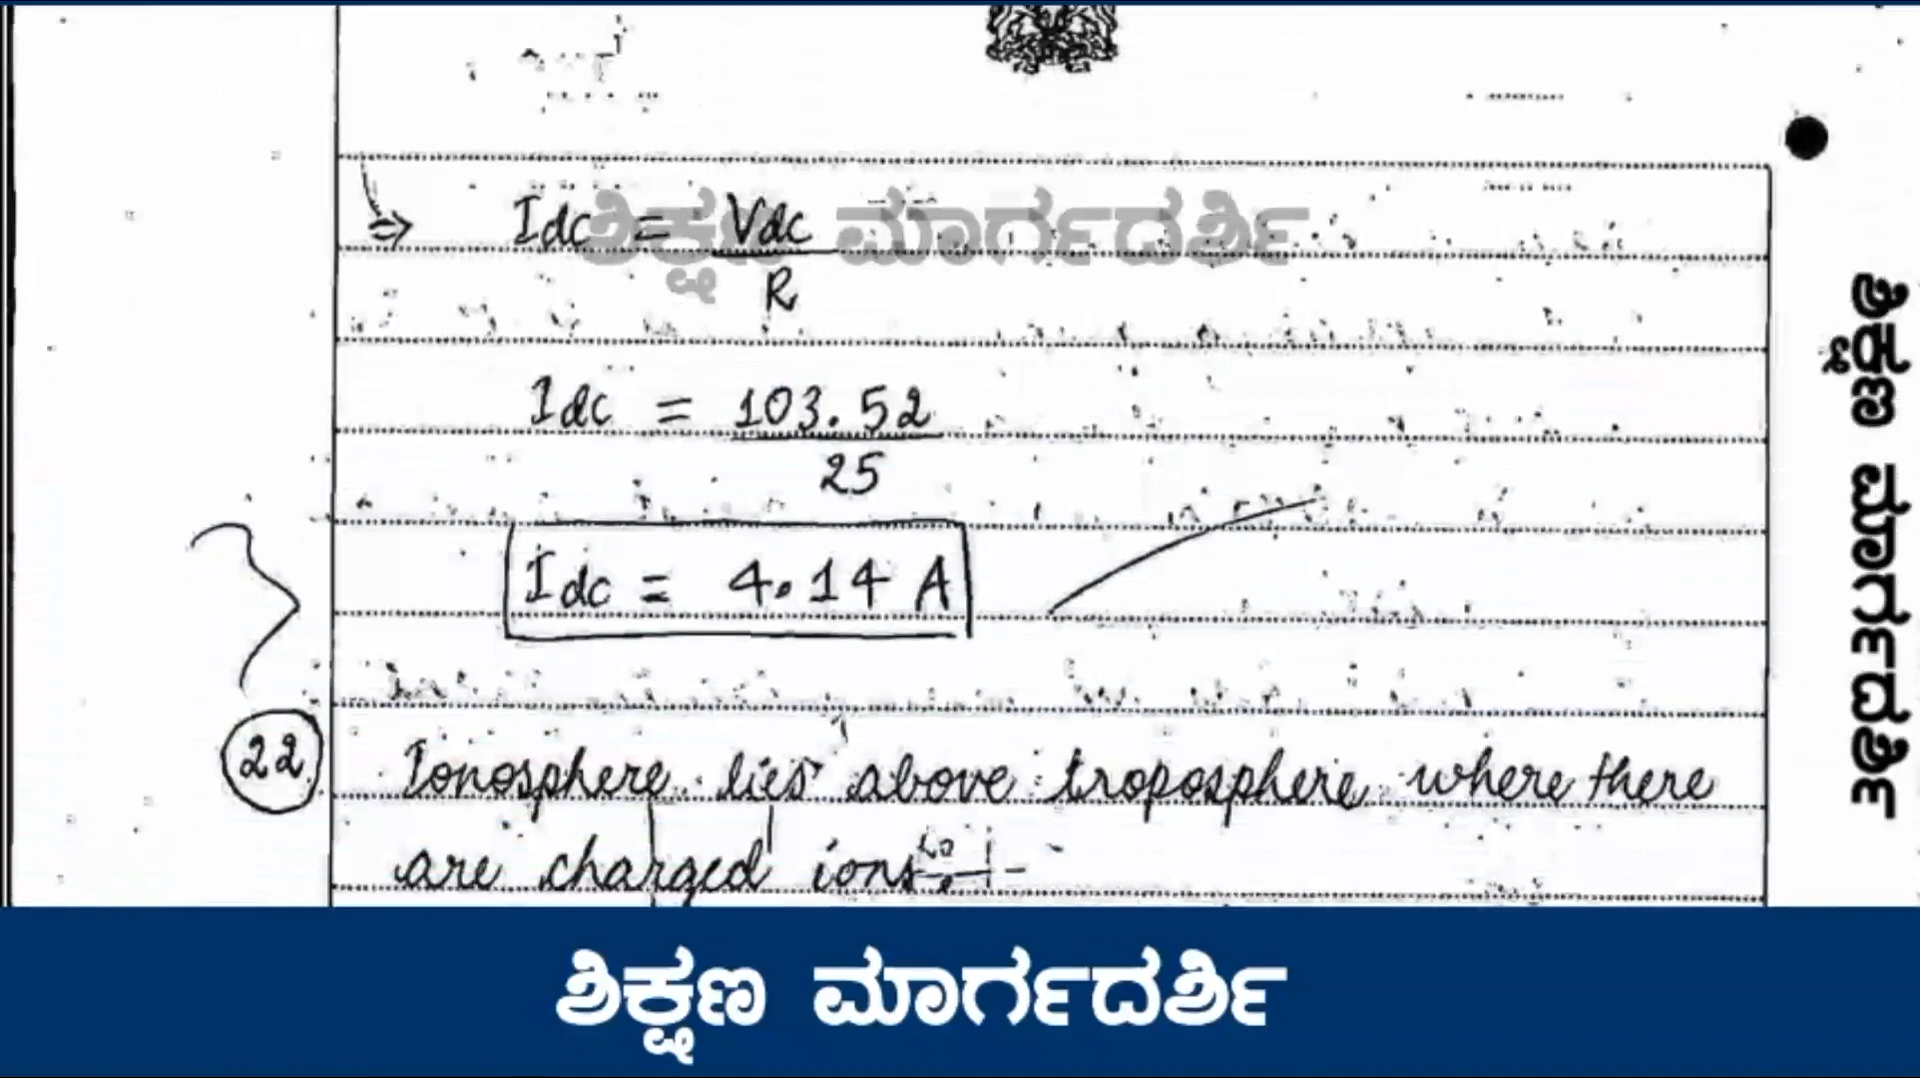 ⇒ Idc = Vdc
R
ಶಿಕ್ಷಣ ಮಾರ್ಗದರ್ಶಿ
Idc = 103.52
25
Idc = 4.14 A
22. Ionosphere lies above troposphere where there
are charged ions
ಶಿಕ್ಷಣ ಮಾರ್ಗದರ್ಶಿ
ಶಿಕ್ಷಣ ಮಾರ್ಗದರ್ಶಿ